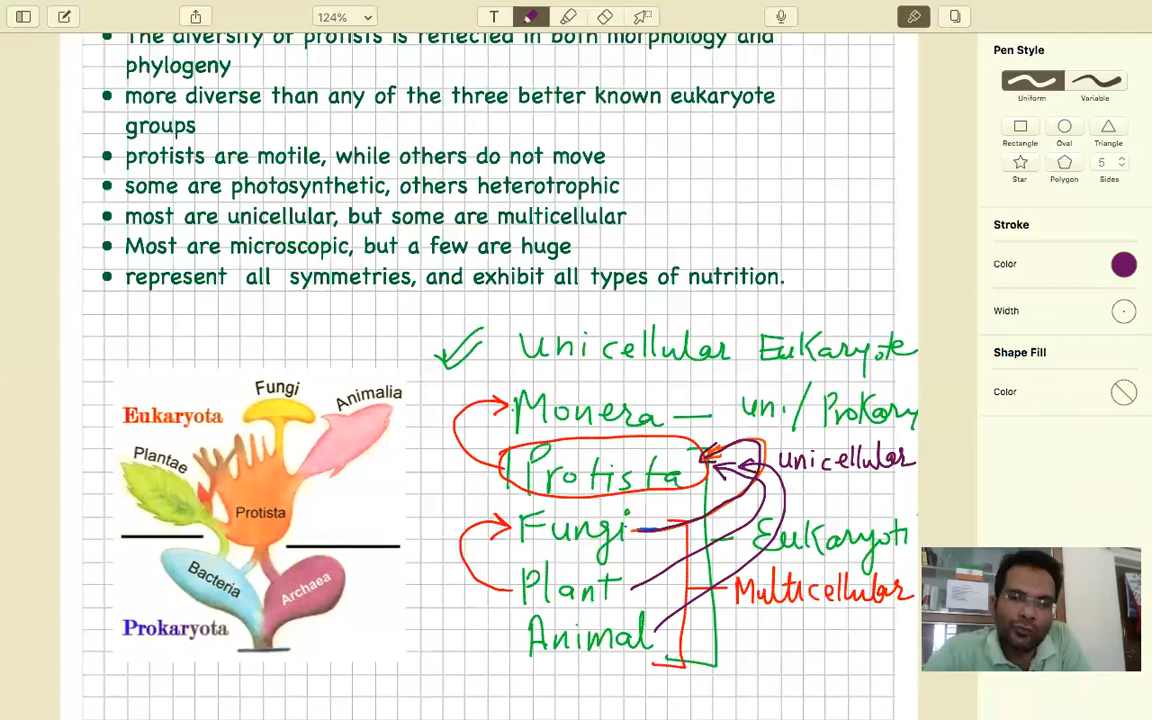 124%
T
The diversity of protists is reflected in both morphology and
phylogeny
more diverse than any of the three better known eukaryote
groups
protists are motile, while others do not move
some are photosynthetic, others heterotrophic
most are unicellular, but some are multicellular
Most are microscopic, but a few are huge
represent all symmetries, and exhibit all types of nutrition.
Unicellular Eukaryote
Monera — uni/Prokary
Protista unicellular
Fungi
Eukaryoti
Plant
Multicellular
Animal
Fungi
Animalia
Eukaryota
Plantae
Protista
Bacteria
Archaea
Prokaryota
Pen Style
Uniform Variable
Rectangle Oval Triangle
5
Star Polygon Sides
Stroke
Color
Width
Shape Fill
Color